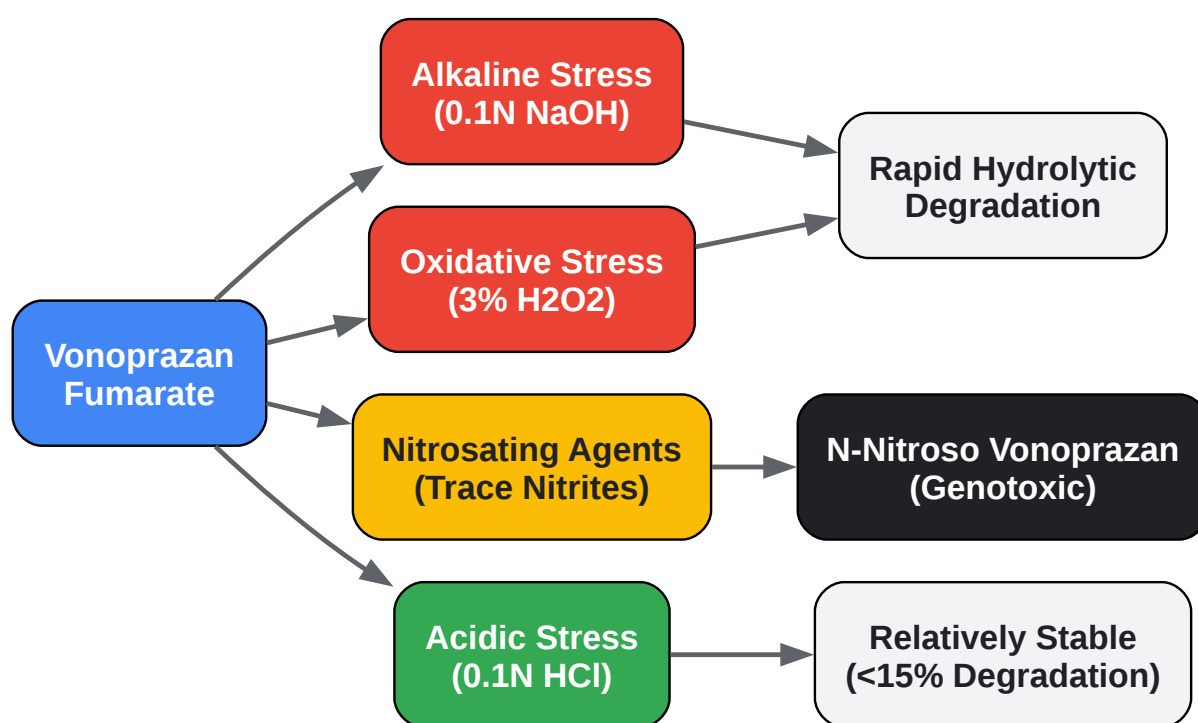 Alkaline Stress
(0.1N NaOH)
Rapid Hydrolytic
Degradation
Oxidative Stress
(3% H2O2)
Vonoprazan
Fumarate
Nitrosating Agents
(Trace Nitrites)
N-Nitroso Vonoprazan
(Genotoxic)
Acidic Stress
(0.1N HCl)
Relatively Stable
(<15% Degradation)